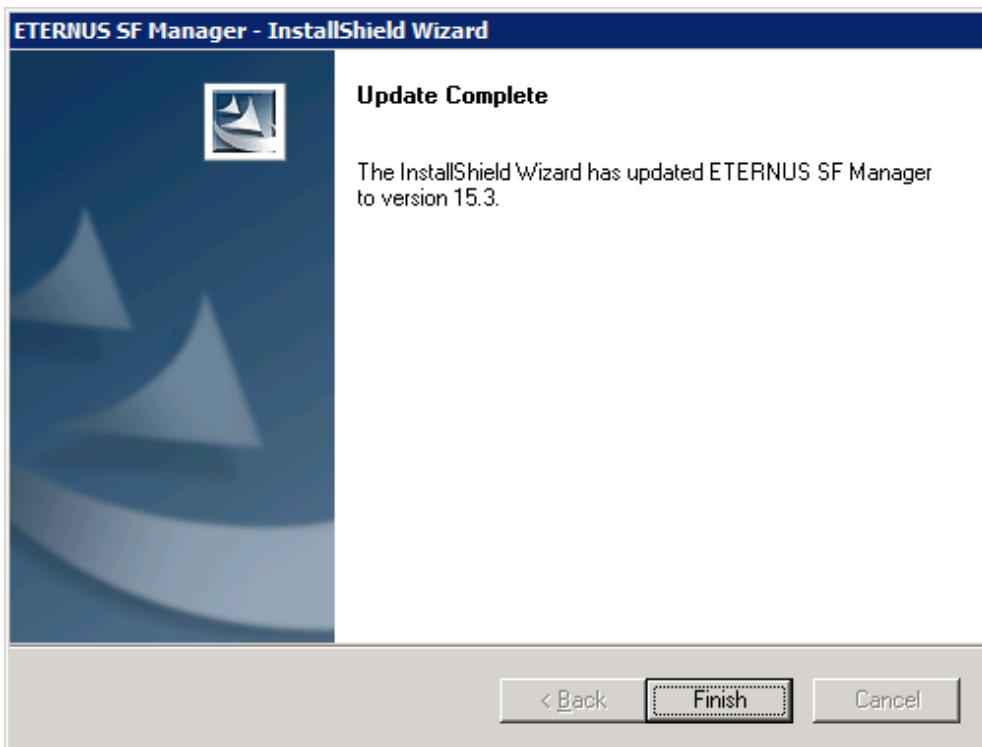 ETERNUS SF Manager - InstallShield Wizard
Update Complete
The InstallShield Wizard has updated ETERNUS SF Manager
to version 15.3.
< Back
Finish
Cancel